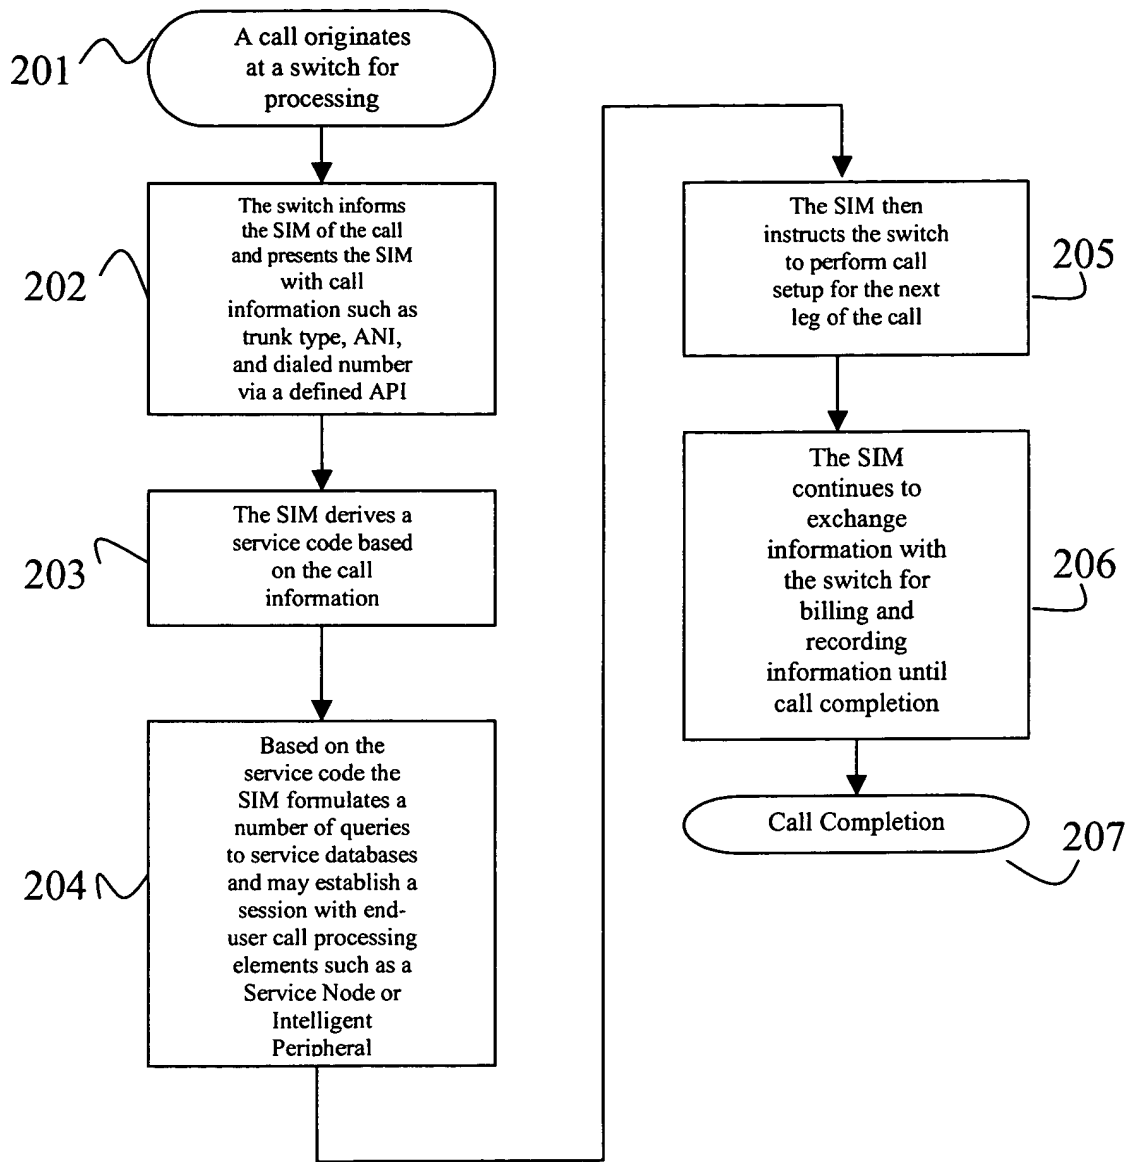 201
A call originates
at a switch for
processing
202
The switch informs
the SIM of the call
and presents the SIM
with call
information such as
trunk type, ANI,
and dialed number
via a defined API
203
The SIM derives a
service code based
on the call
information
204
Based on the
service code the
SIM formulates a
number of queries
to service databases
and may establish a
session with end-
user call processing
elements such as a
Service Node or
Intelligent
Peripheral
The SIM then
instructs the switch
to perform call
setup for the next
leg of the call
205
The SIM
continues to
exchange
information with
the switch for
billing and
recording
information until
call completion
206
Call Completion
207